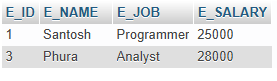 E_ID E_NAME E_JOB E_SALARY
1 Santosh Programmer 25000
3 Phura Analyst 28000